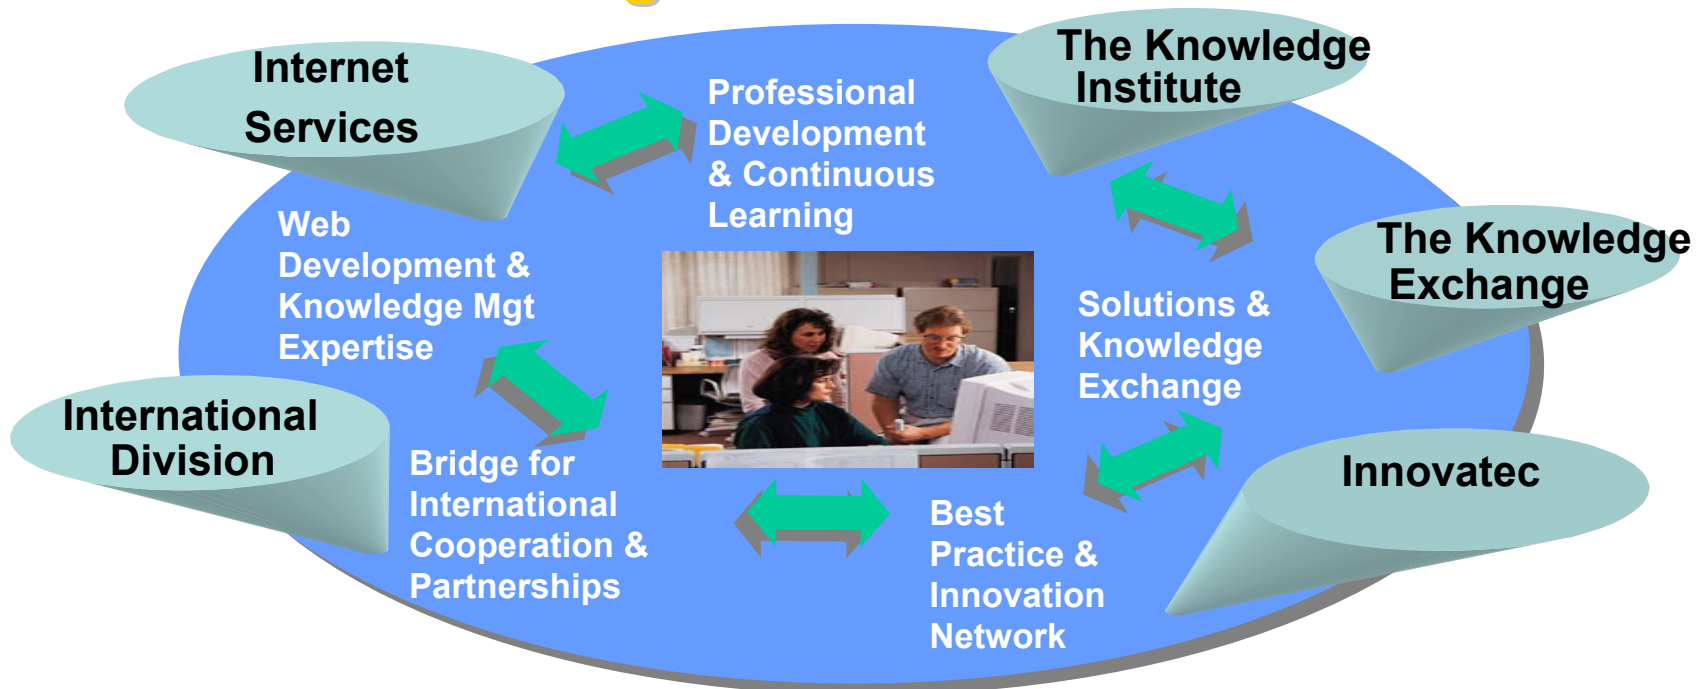 Internet
Services
The Knowledge
Institute
Professional
Development
& Continuous
Learning
Web
Development &
Knowledge Mgt
Expertise
The Knowledge
Exchange
Solutions &
Knowledge
Exchange
International
Division
Bridge for
International
Cooperation &
Partnerships
Best
Practice &
Innovation
Network
Innovatec